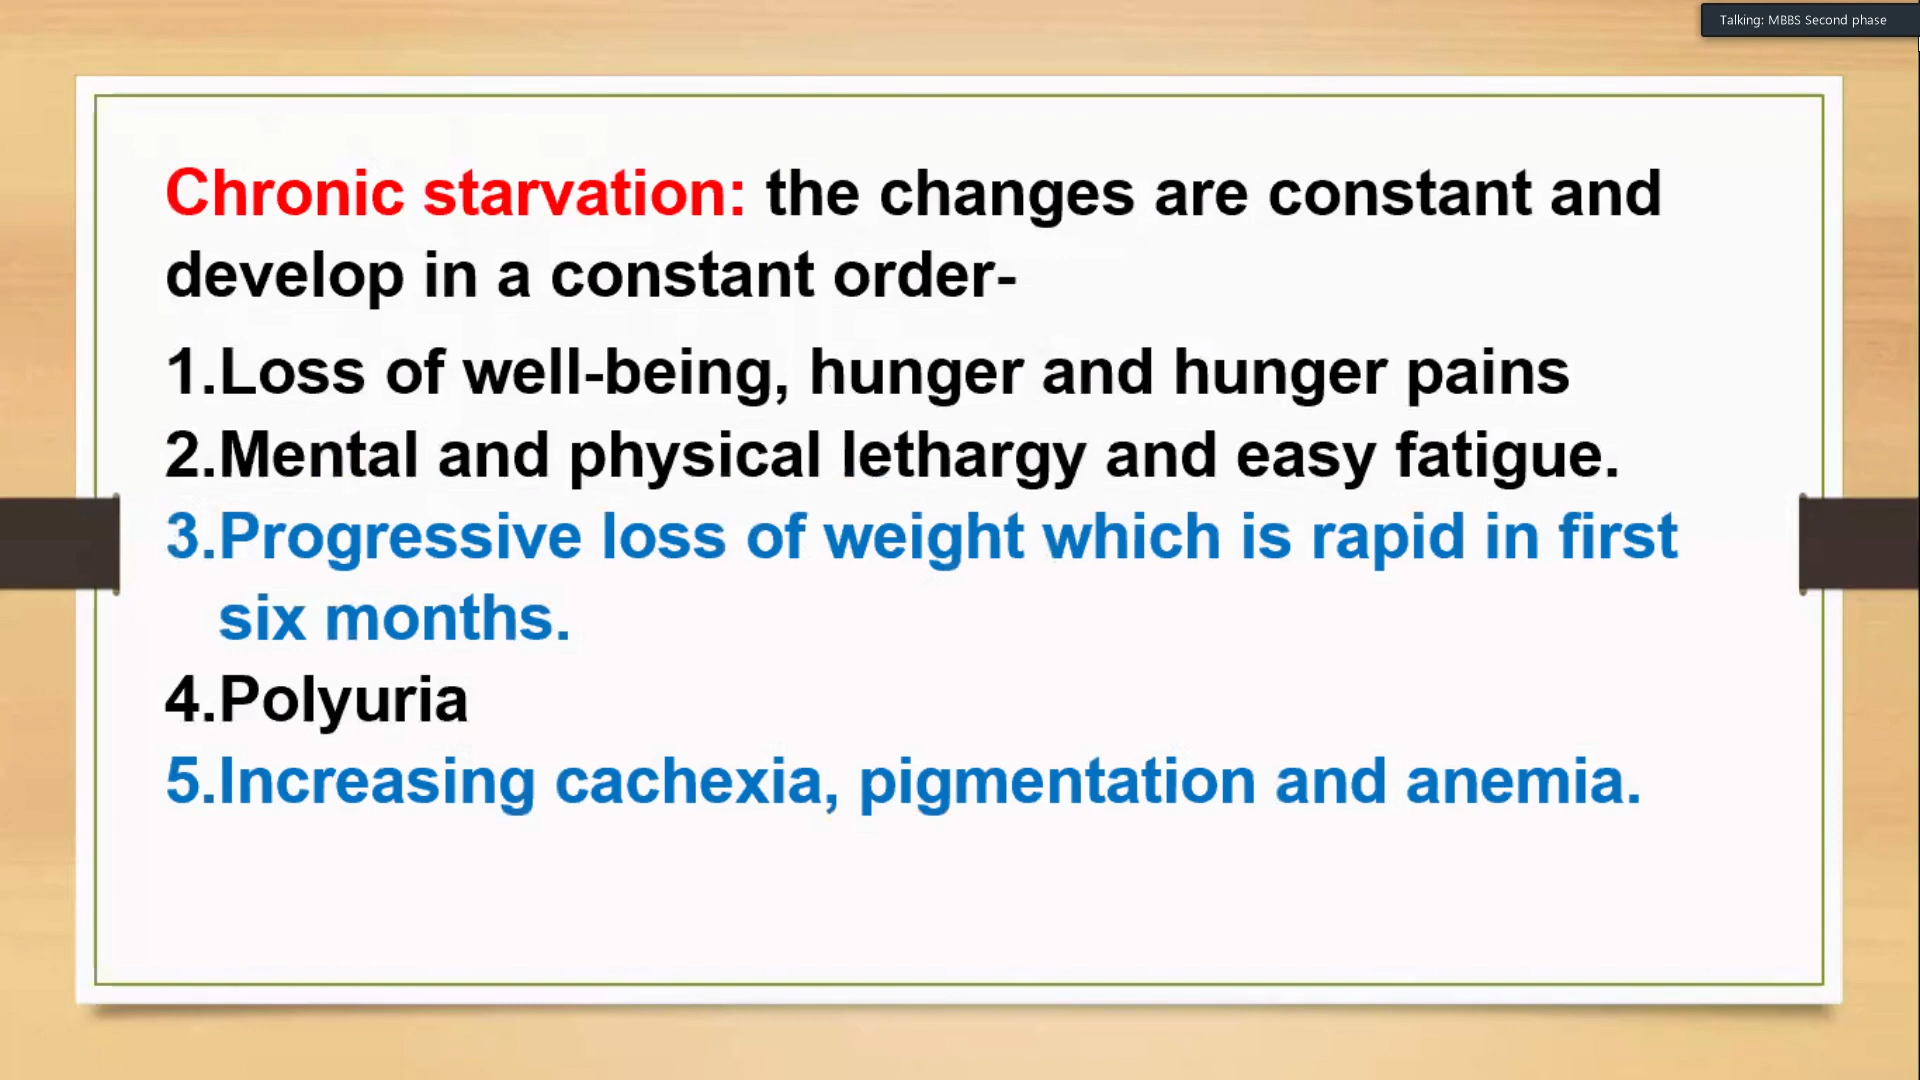 Talking: MBBS Second phase
Chronic starvation: the changes are constant and
develop in a constant order-
1.Loss of well-being, hunger and hunger pains
2.Mental and physical lethargy and easy fatigue.
3.Progressive loss of weight which is rapid in first
six months.
4.Polyuria
5.Increasing cachexia, pigmentation and anemia.